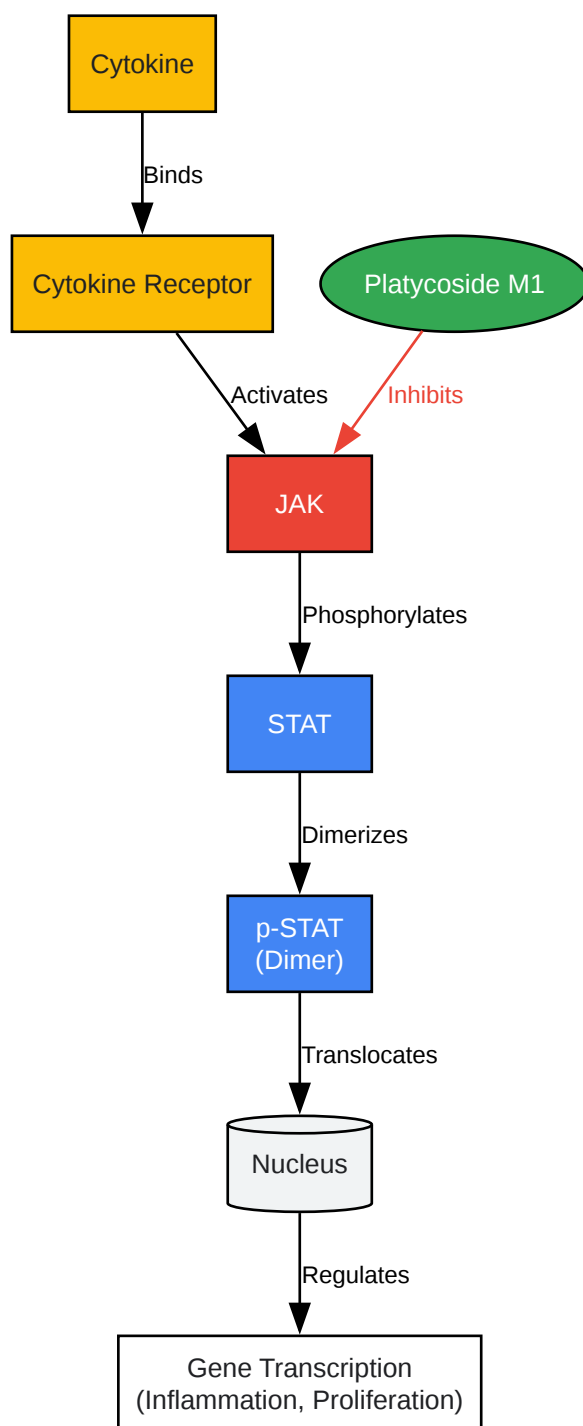 Cytokine
Binds
Cytokine Receptor
Platycoside M1
Activates
Inhibits
JAK
Phosphorylates
STAT
Dimerizes
p-STAT
(Dimer)
Translocates
Nucleus
Regulates
Gene Transcription
(Inflammation, Proliferation)